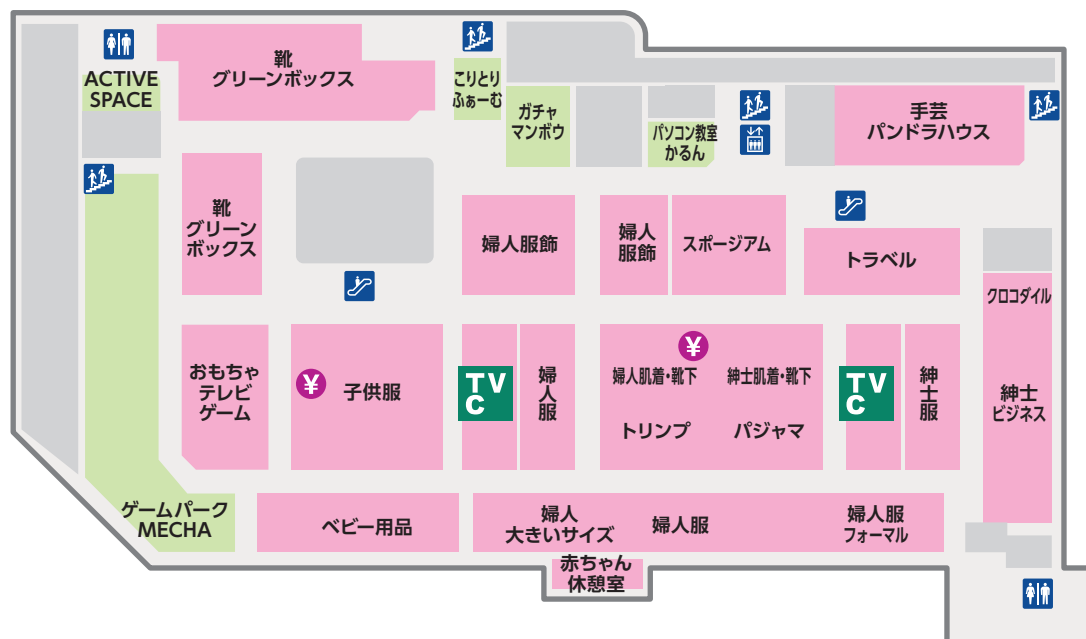 靴
グリーンボックス
ACTIVE
SPACE
こりとり
ふぁーむ
ガチャ
マンボウ
パソコン教室
かるん
手芸
パンドラハウス
靴
グリーン
ボックス
婦人服飾
婦人
服飾
スポージアム
トラベル
クロコダイル
おもちゃ
テレビ
ゲーム
¥
子供服
TV
C
婦人服
¥
婦人肌着・靴下
紳士肌着・靴下
トリンプ
パジャマ
TV
C
紳士服
紳士
ビジネス
ゲームパーク
MECHA
ベビー用品
婦人
大きいサイズ
婦人服
婦人服
フォーマル
赤ちゃん
休憩室